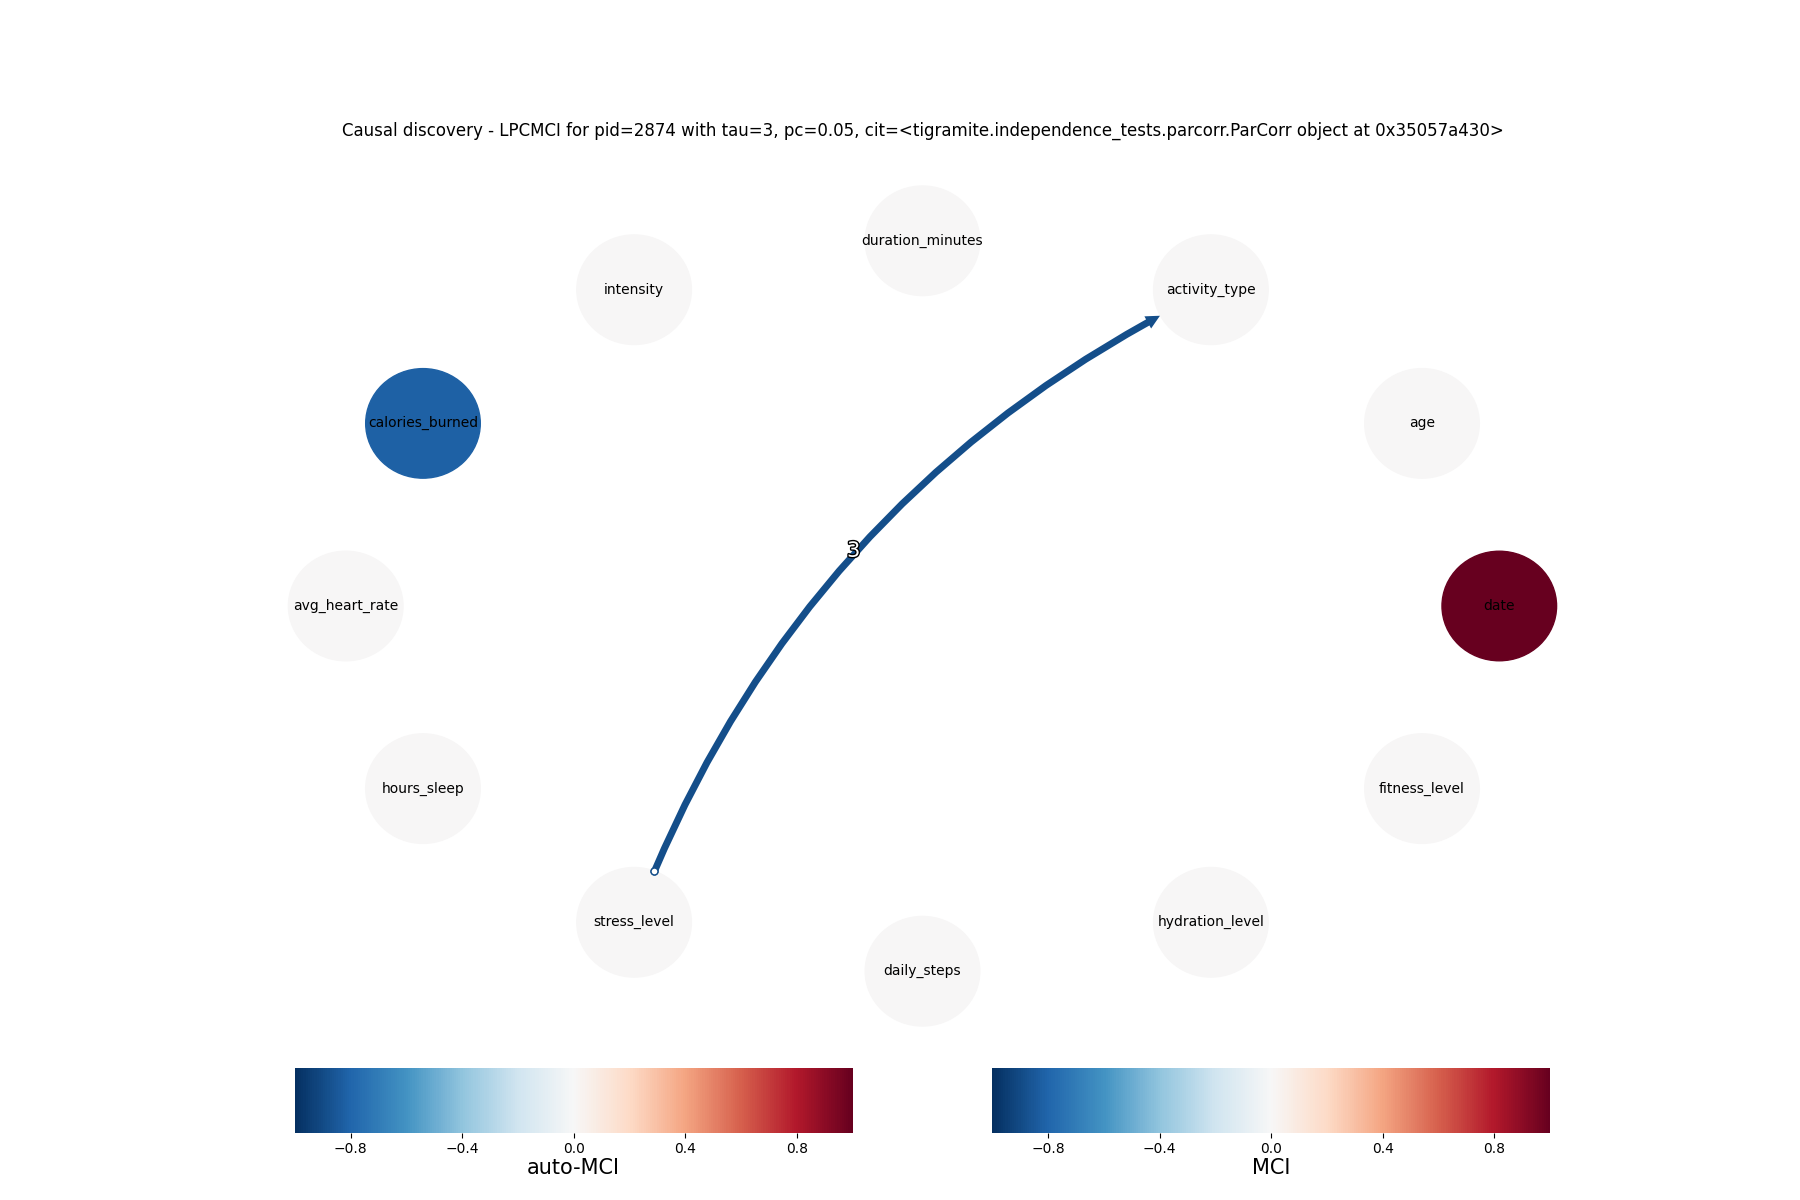 Causal discovery - LPCMCI for pid=2874 with tau=3, pc=0.05, cit=<tigramite.independence_tests.parcorr.ParCorr object at 0x35057a430>
duration_minutes
intensity
activity_type
calories_burned
age
3
avg_heart_rate
date
hours_sleep
fitness_level
stress_level
hydration_level
daily_steps
−0.8 −0.4 0.0 0.4 0.8
auto-MCI
−0.8 −0.4 0.0 0.4 0.8
MCI